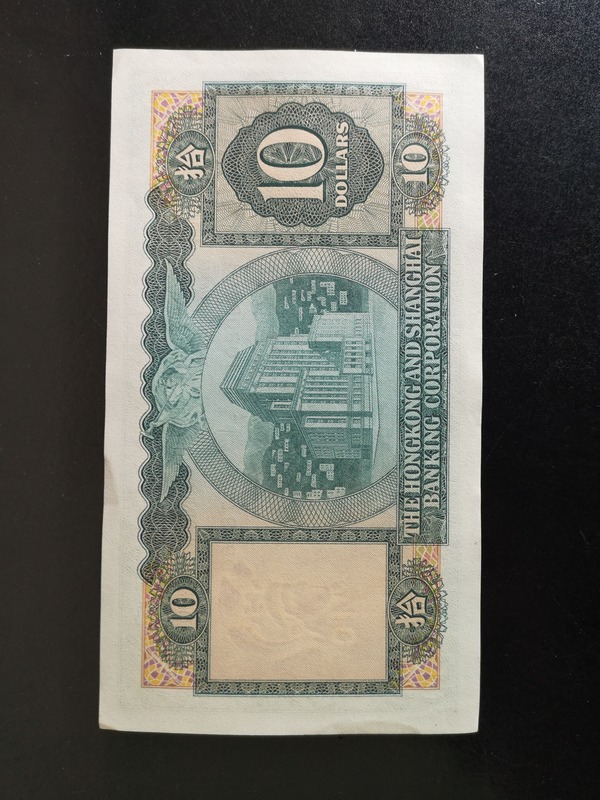 10
拾
10
DOLLARS
拾
THE HONGKONG AND SHANGHAI
BANKING CORPORATION
10